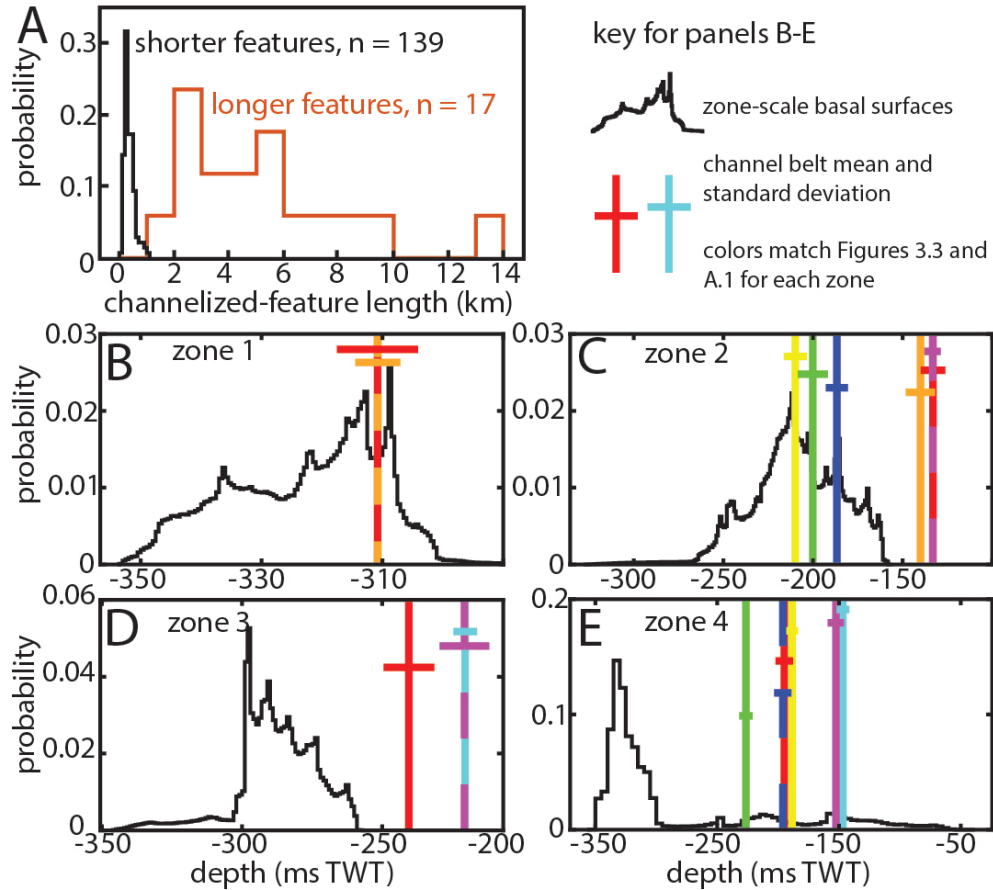 A
0.3
0.2
0.1
0
probability
shorter features, n = 139
longer features, n = 17
0 2 4 6 8 10 12 14
channelized-feature length (km)
key for panels B-E
zone-scale basal surfaces
channel belt mean and
standard deviation
colors match Figures 3.3 and
A.1 for each zone
B
zone 1
0.03
0.02
0.01
0
probability
-350 -330 -310
C
zone 2
0.03
0.02
0.01
0
-300 -250 -200 -150
D
zone 3
0.06
0.04
0.02
0
probability
-350 -300 -250 -200
depth (ms TWT)
E
zone 4
0.2
0.1
0
-350 -250 -150 -50
depth (ms TWT)